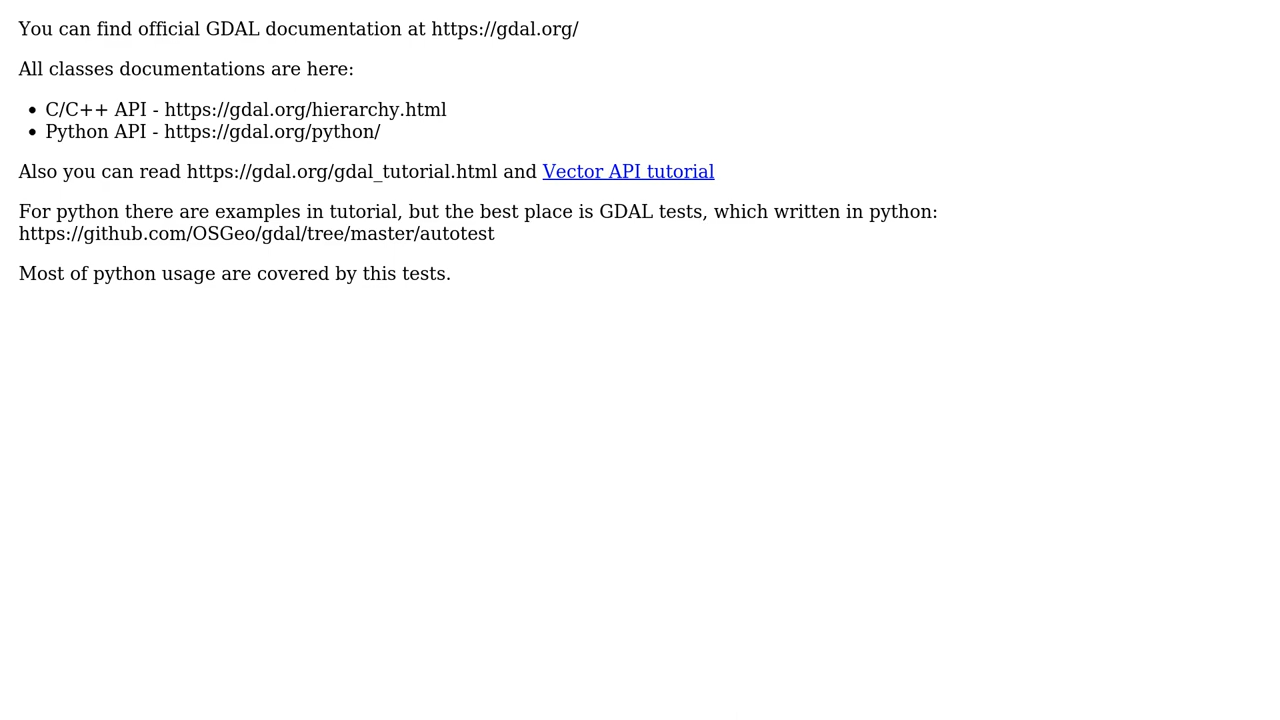 You can find official GDAL documentation at https://gdal.org/
All classes documentations are here:
• C/C++ API - https://gdal.org/hierarchy.html
• Python API - https://gdal.org/python/
Also you can read https://gdal.org/gdal_tutorial.html and Vector API tutorial
For python there are examples in tutorial, but the best place is GDAL tests, which written in python:
https://github.com/OSGeo/gdal/tree/master/autotest
Most of python usage are covered by this tests.